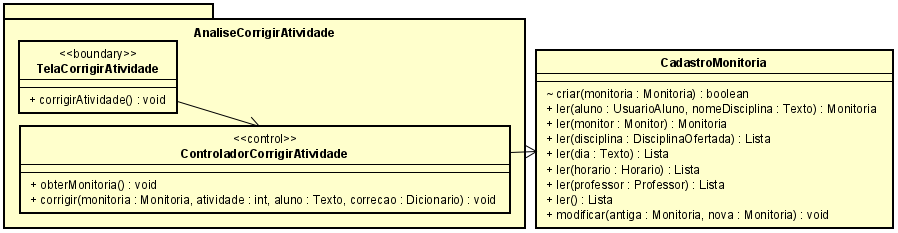 AnaliseCorrigirAtividade
<<boundary>>
TelaCorrigirAtividade
+ corrigirAtividade() : void
<<control>>
ControladorCorrigirAtividade
+ obterMonitoria() : void
+ corrigir(monitoria : Monitoria, atividade : int, aluno : Texto, correcao : Dicionario) : void
CadastroMonitoria
~ criar(monitoria : Monitoria) : boolean
+ ler(aluno : UsuarioAluno, nomeDisciplina : Texto) : Monitoria
+ ler(monitor : Monitor) : Monitoria
+ ler(disciplina : DisciplinaOfertada) : Lista
+ ler(dia : Texto) : Lista
+ ler(horario : Horario) : Lista
+ ler(professor : Professor) : Lista
+ ler() : Lista
+ modificar(antiga : Monitoria, nova : Monitoria) : void